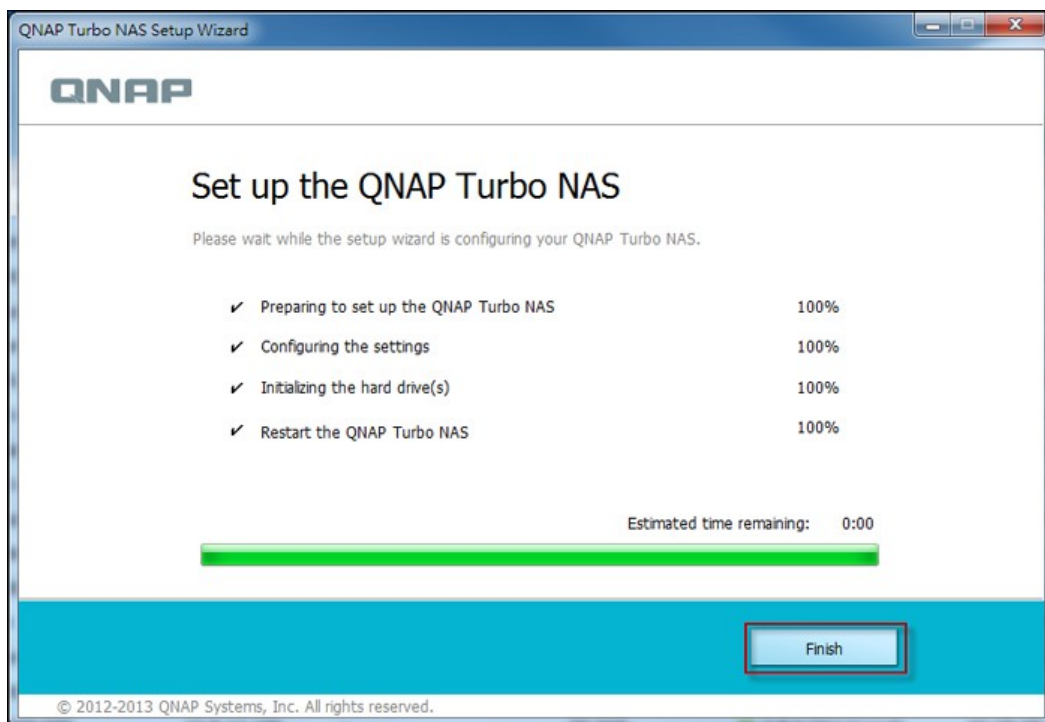 QNAP Turbo NAS Setup Wizard
QNAP
Set up the QNAP Turbo NAS
Please wait while the setup wizard is configuring your QNAP Turbo NAS.
✔ Preparing to set up the QNAP Turbo NAS 100%
✔ Configuring the settings 100%
✔ Initializing the hard drive(s) 100%
✔ Restart the QNAP Turbo NAS 100%
Estimated time remaining: 0:00
Finish
© 2012-2013 QNAP Systems, Inc. All rights reserved.